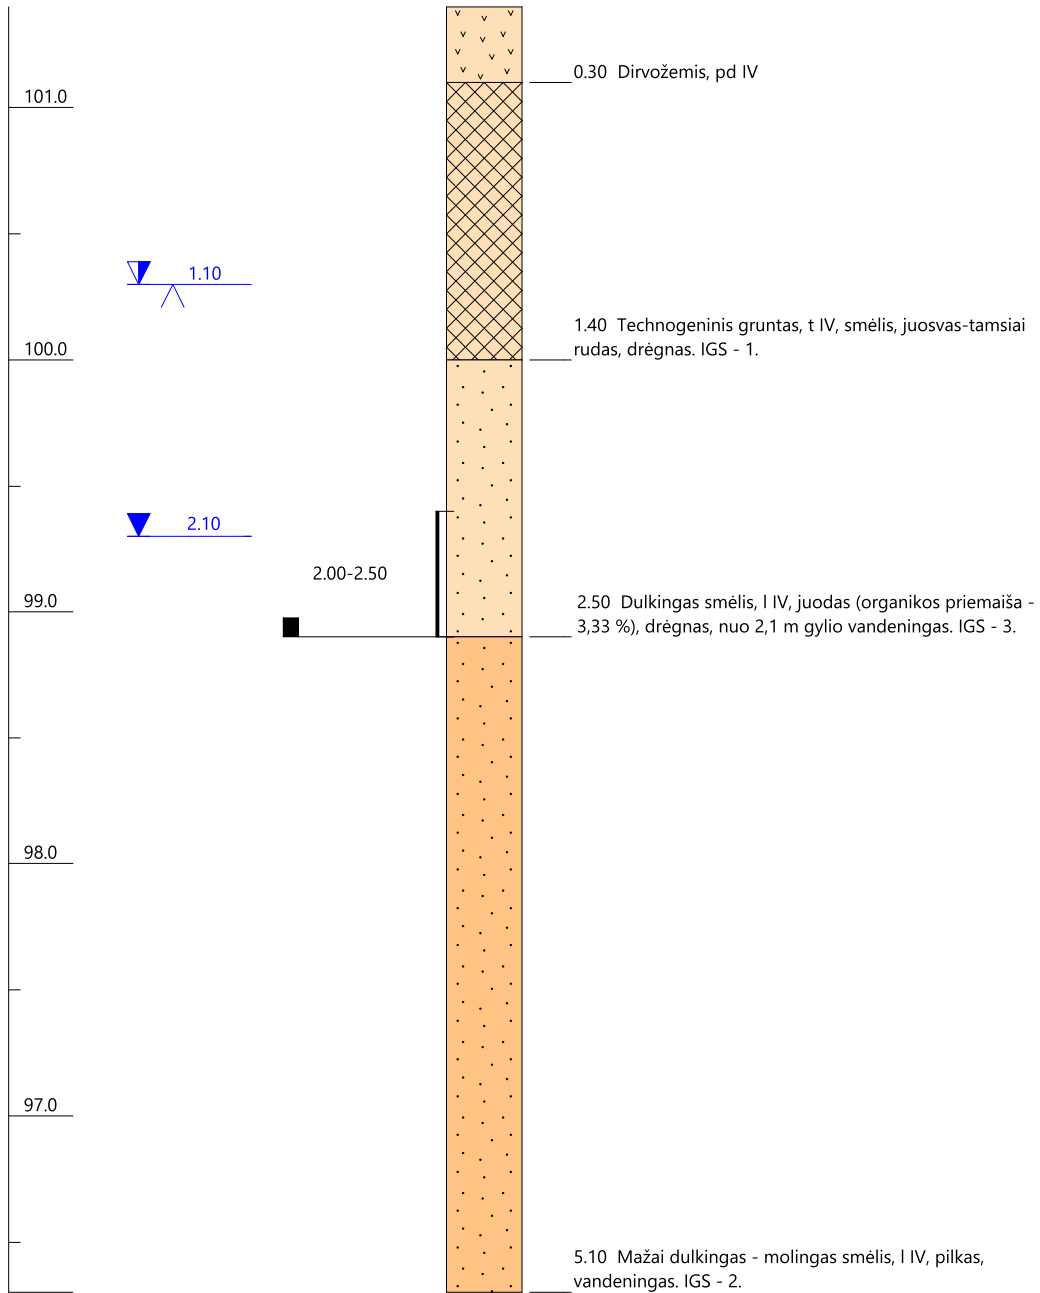 0.30 Dirvožemis, pd IV
101.0
1.10
1.40 Technogeninis gruntas, t IV, smėlis, juosvas-tamsiai
rudas, drėgnas. IGS - 1.
100.0
2.10
2.00-2.50
99.0
2.50 Dulkingas smėlis, l IV, juodas (organikos priemaiša -
3,33 %), drėgnas, nuo 2,1 m gylio vandeningas. IGS - 3.
98.0
97.0
5.10 Mažai dulkingas - molingas smėlis, l IV, pilkas,
vandeningas. IGS - 2.